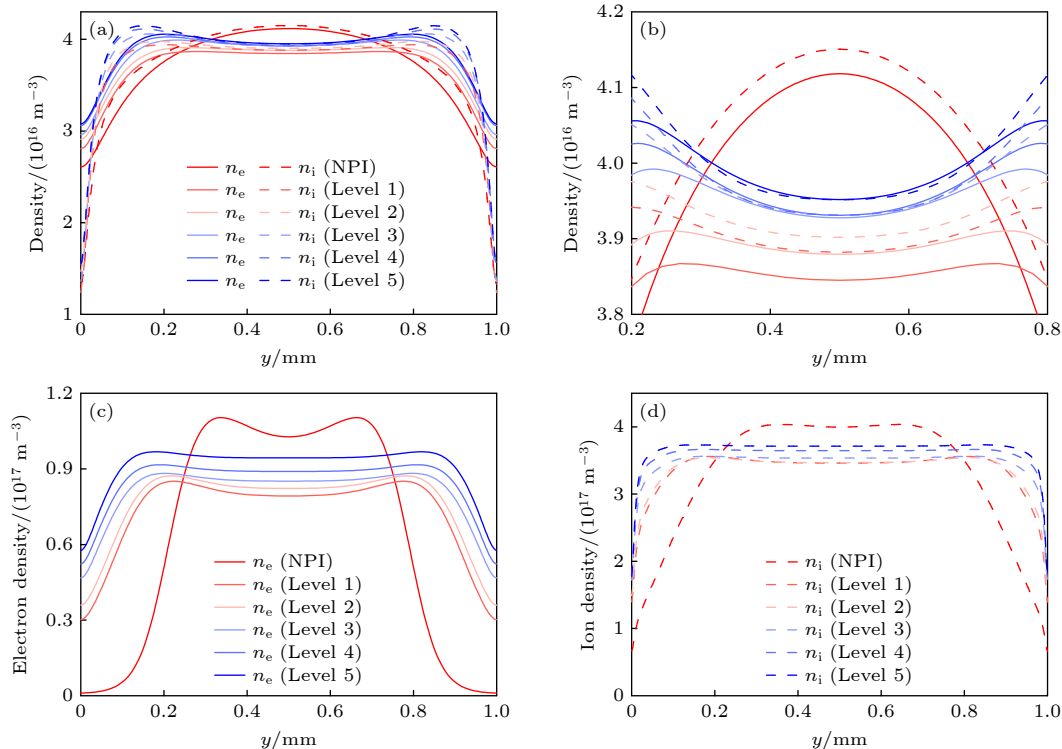 (a)
Density/(10¹⁶ m⁻³)
4
3
2
1
nₑ nᵢ (NPI)
nₑ nᵢ (Level 1)
nₑ nᵢ (Level 2)
nₑ nᵢ (Level 3)
nₑ nᵢ (Level 4)
nₑ nᵢ (Level 5)
0 0.2 0.4 0.6 0.8 1.0
y/mm
(b)
Density/(10¹⁶ m⁻³)
4.2
4.1
4.0
3.9
3.8
0.2 0.4 0.6 0.8
y/mm
(c)
Electron density/(10¹⁷ m⁻³)
1.2
0.9
0.6
0.3
0
nₑ (NPI)
nₑ (Level 1)
nₑ (Level 2)
nₑ (Level 3)
nₑ (Level 4)
nₑ (Level 5)
0 0.2 0.4 0.6 0.8 1.0
y/mm
(d)
Ion density/(10¹⁷ m⁻³)
4
3
2
1
0
nᵢ (NPI)
nᵢ (Level 1)
nᵢ (Level 2)
nᵢ (Level 3)
nᵢ (Level 4)
nᵢ (Level 5)
0 0.2 0.4 0.6 0.8 1.0
y/mm